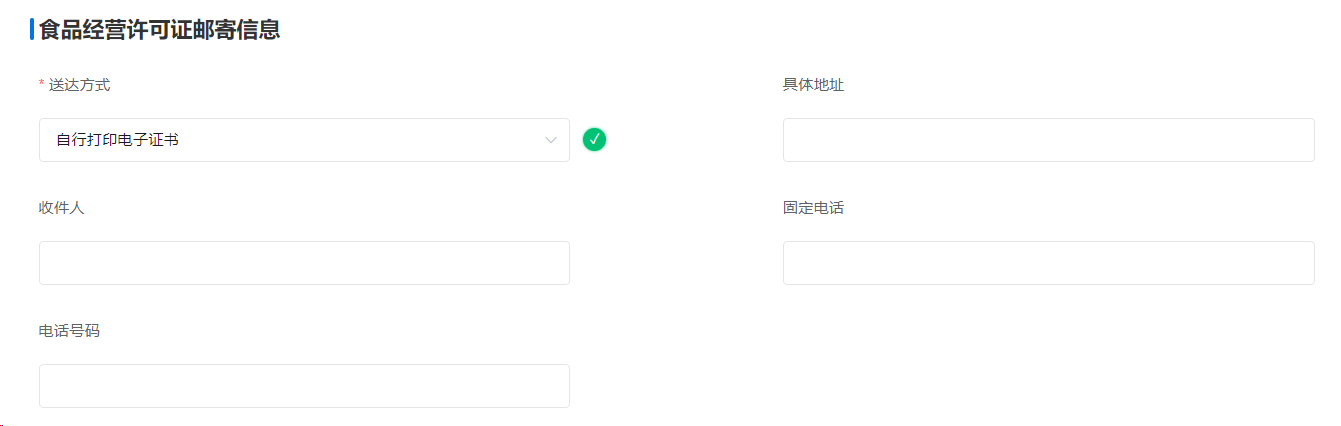 食品经营许可证邮寄信息
* 送达方式
具体地址
自行打印电子证书
收件人
固定电话
电话号码